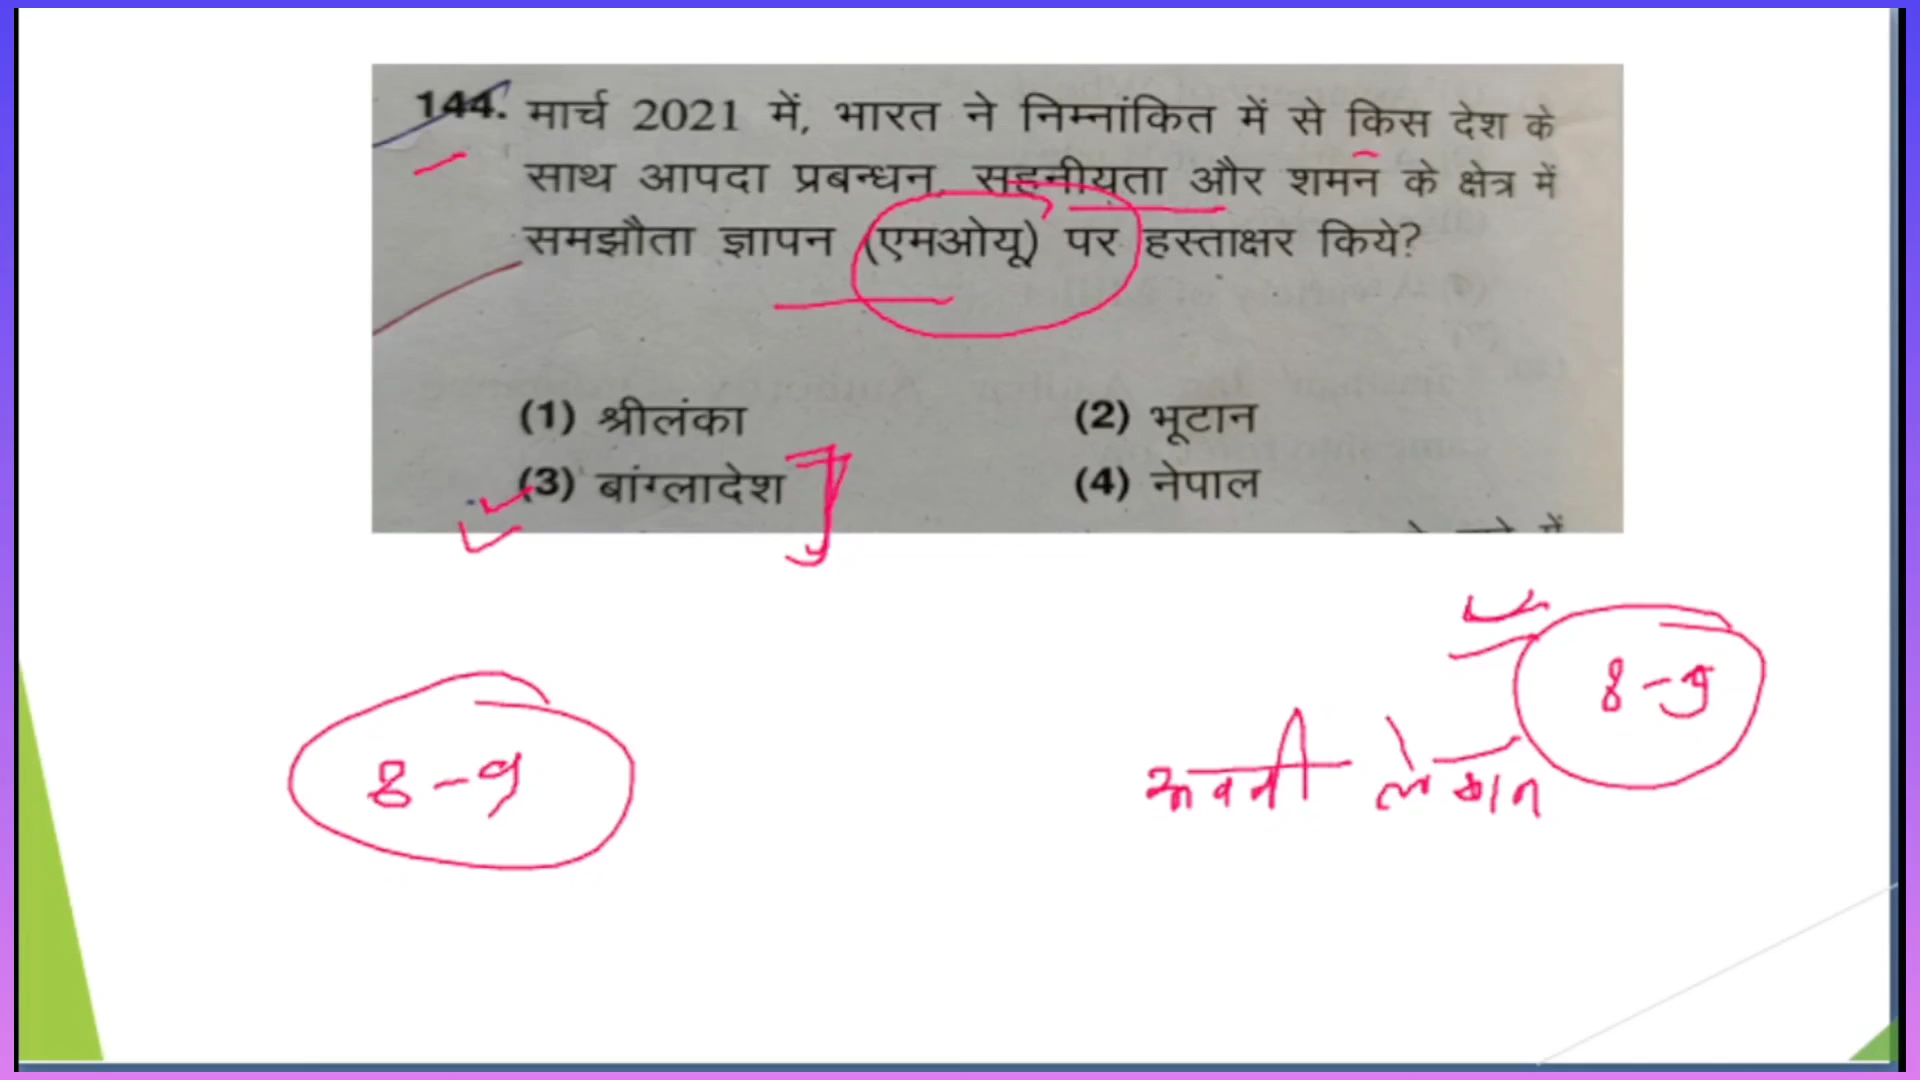 144. मार्च 2021 में, भारत ने निम्नांकित में से किस देश के
साथ आपदा प्रबन्धन, सहनीयता और शमन के क्षेत्र में
समझौता ज्ञापन (एमओयू) पर हस्ताक्षर किये?
(1) श्रीलंका (2) भूटान
(3) बांग्लादेश (4) नेपाल
8-9
8-9